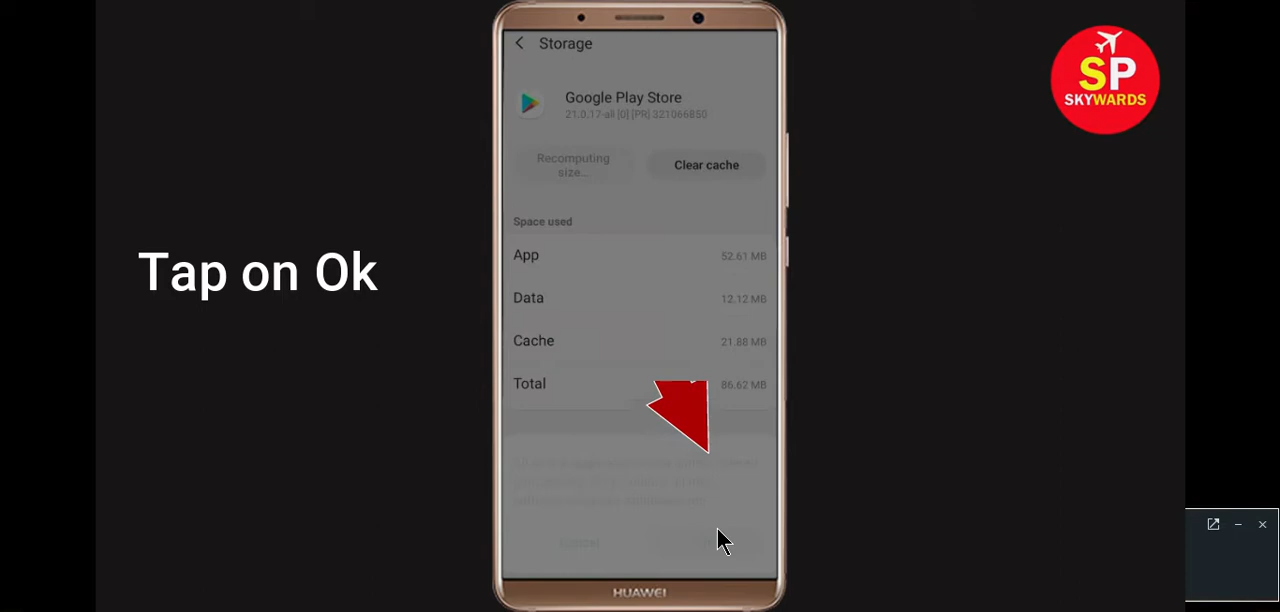 Storage
Google Play Store
21.0.17-all [0] [PR] 321066850
Recomputing
size...
Clear cache
Space used
App 52.61 MB
Data 12.12 MB
Cache 21.88 MB
Total 86.62 MB
Cancel
HUAWEI
Tap on Ok
SP
SKYWARDS